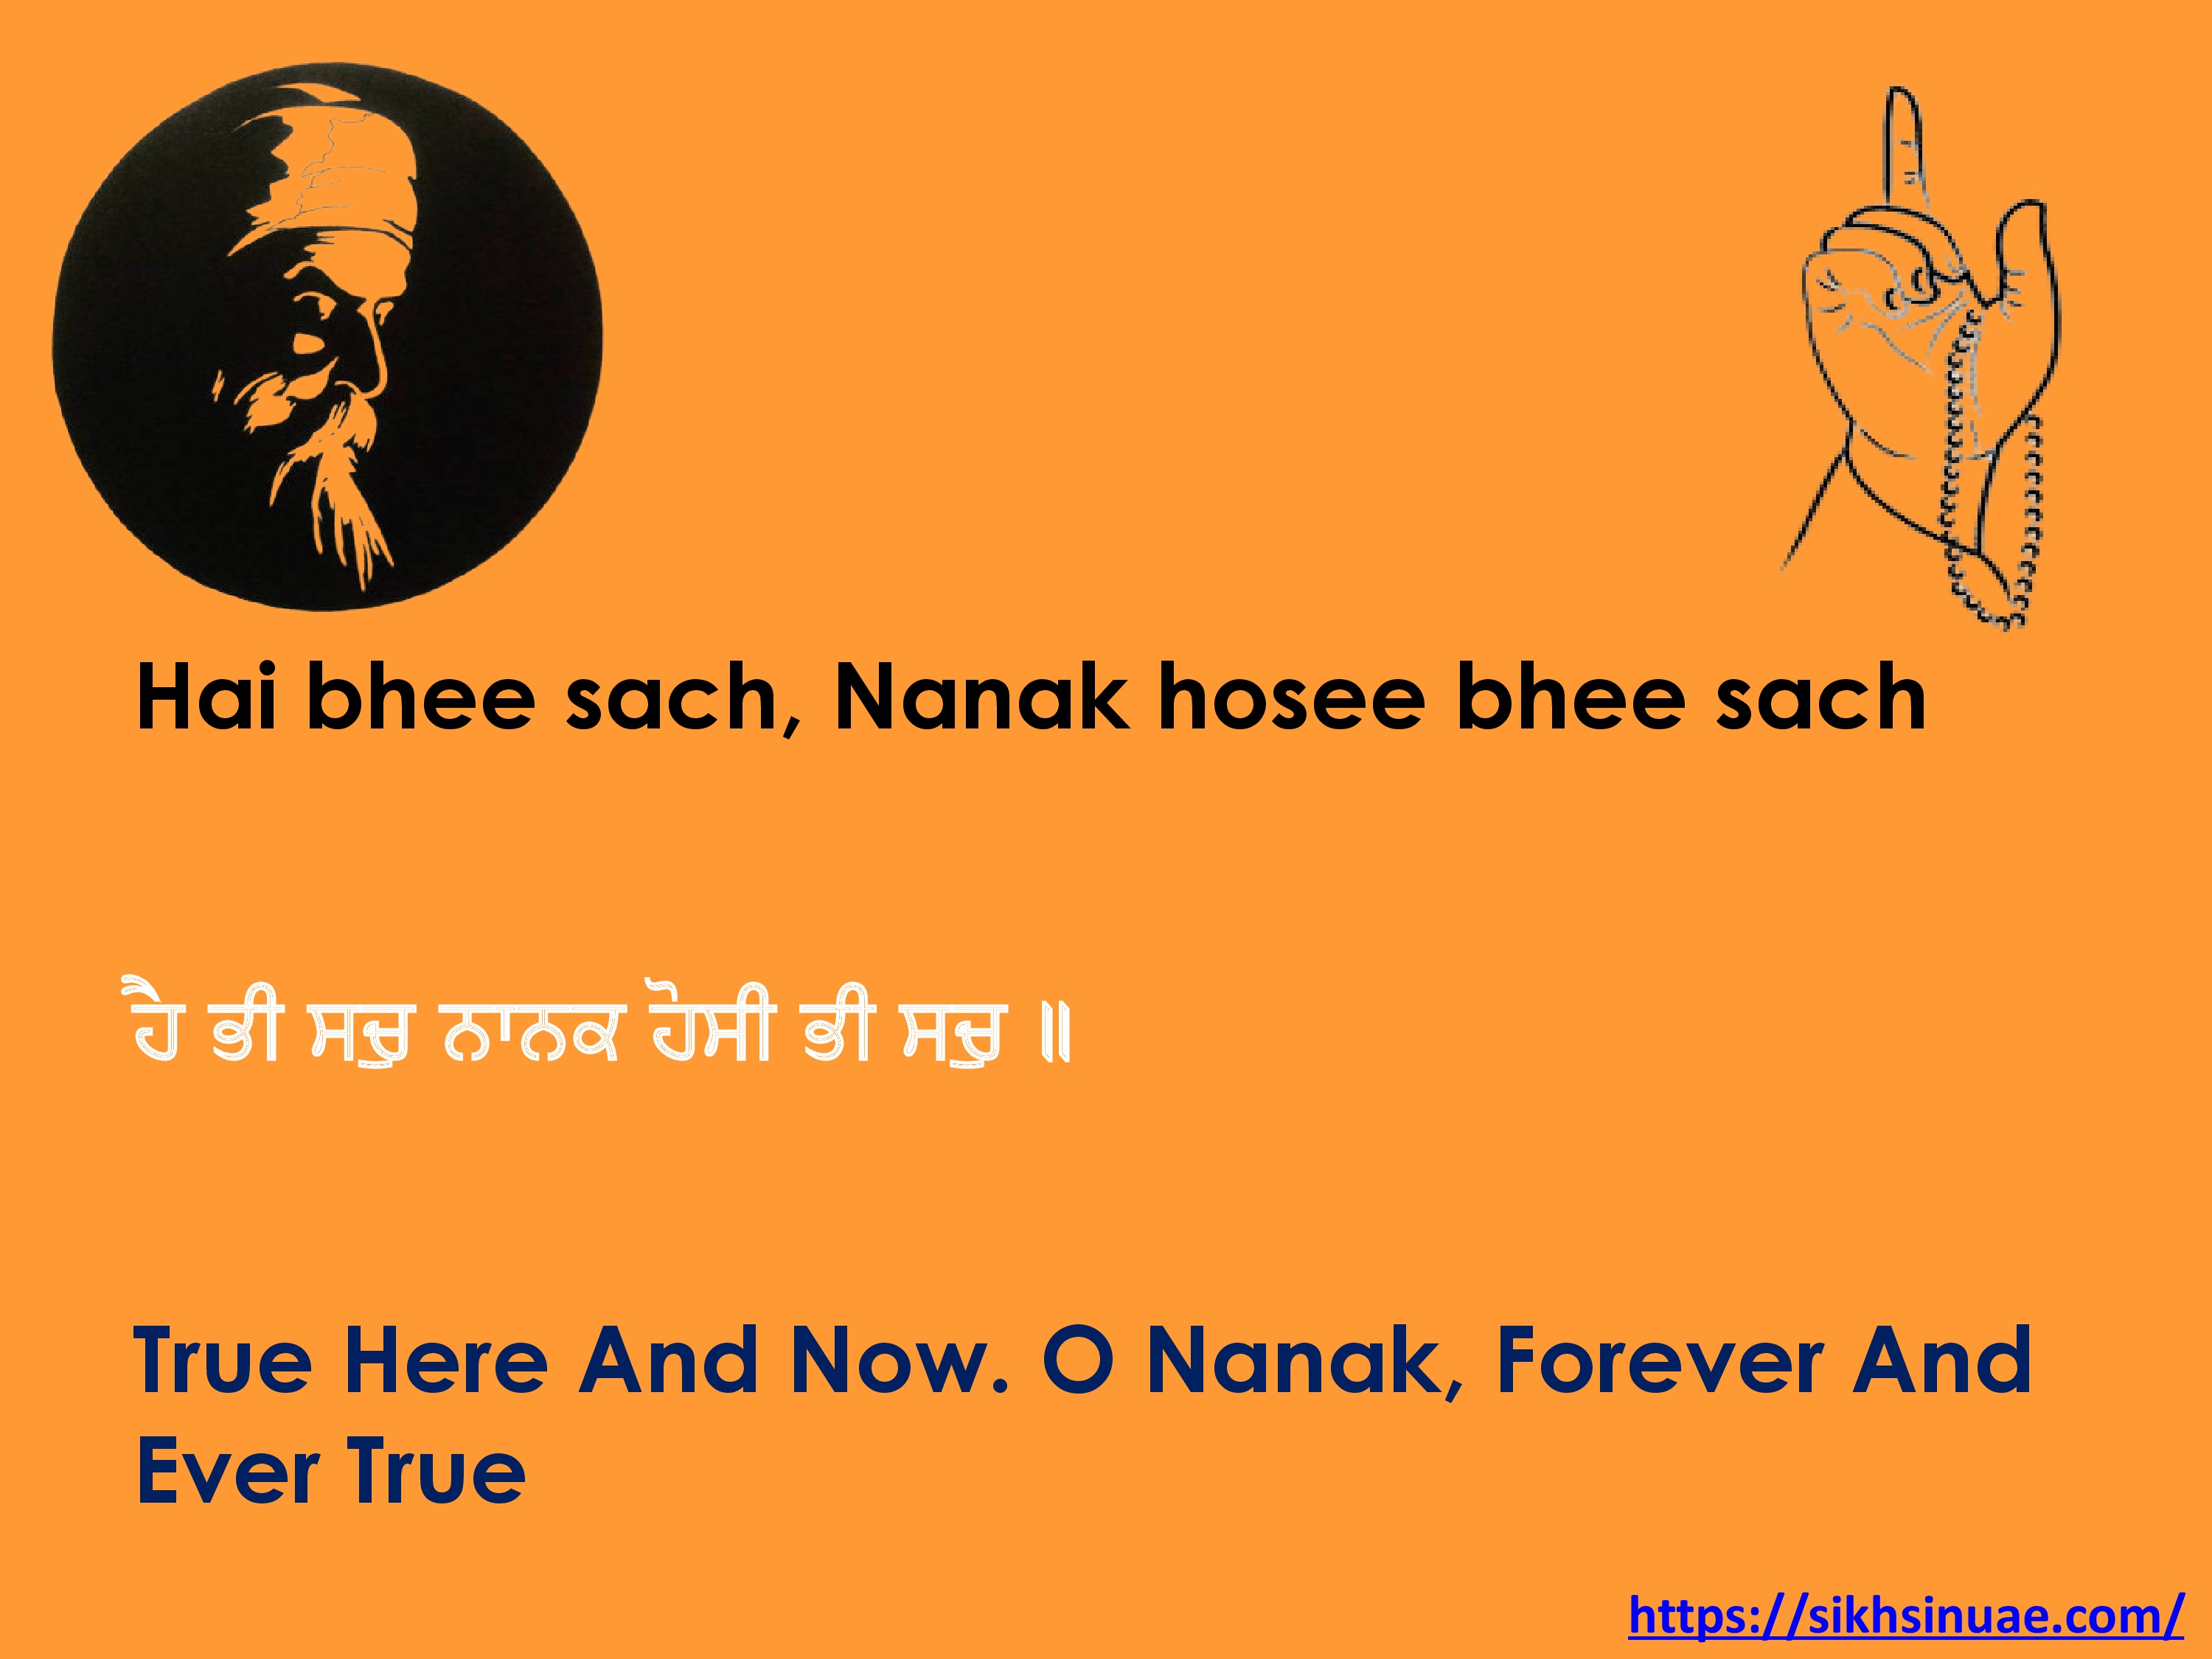 Hai bhee sach, Nanak hosee bhee sach
ਹੈ ਭੀ ਸਚੁ ਨਾਨਕ ਹੋਸੀ ਭੀ ਸਚੁ ॥
True Here And Now. O Nanak, Forever And
Ever True
https://sikhsinuae.com/